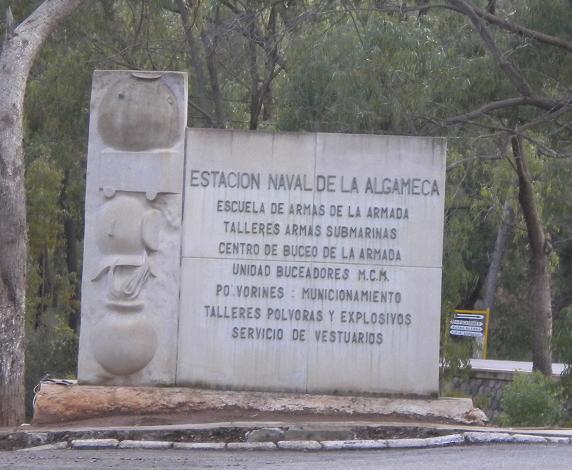 ESTACION NAVAL DE LA ALGAMECA
ESCUELA DE ARMAS DE LA ARMADA
TALLERES ARMAS SUBMARINAS
CENTRO DE BUCEO DE LA ARMADA
UNIDAD BUCEADORES M.C.M.
POLVORINES : MUNICIONAMIENTO
TALLERES POLVORAS Y EXPLOSIVOS
SERVICIO DE VESTUARIOS